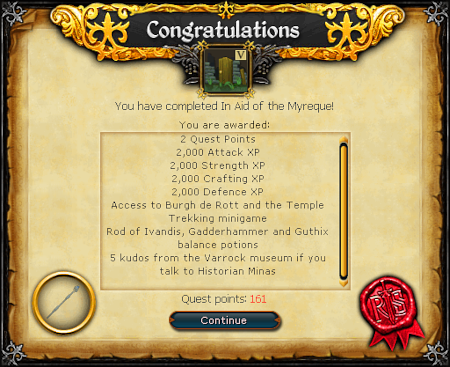 Congratulations
V
You have completed In Aid of the Myreque!
You are awarded:
2 Quest Points
2,000 Attack XP
2,000 Strength XP
2,000 Crafting XP
2,000 Defence XP
Access to Burgh de Rott and the Temple
Trekking minigame
Rod of Ivandis, Gadderhammer and Guthix
balance potions
5 kudos from the Varrock museum if you
talk to Historian Minas
Quest points: 161
Continue
RS